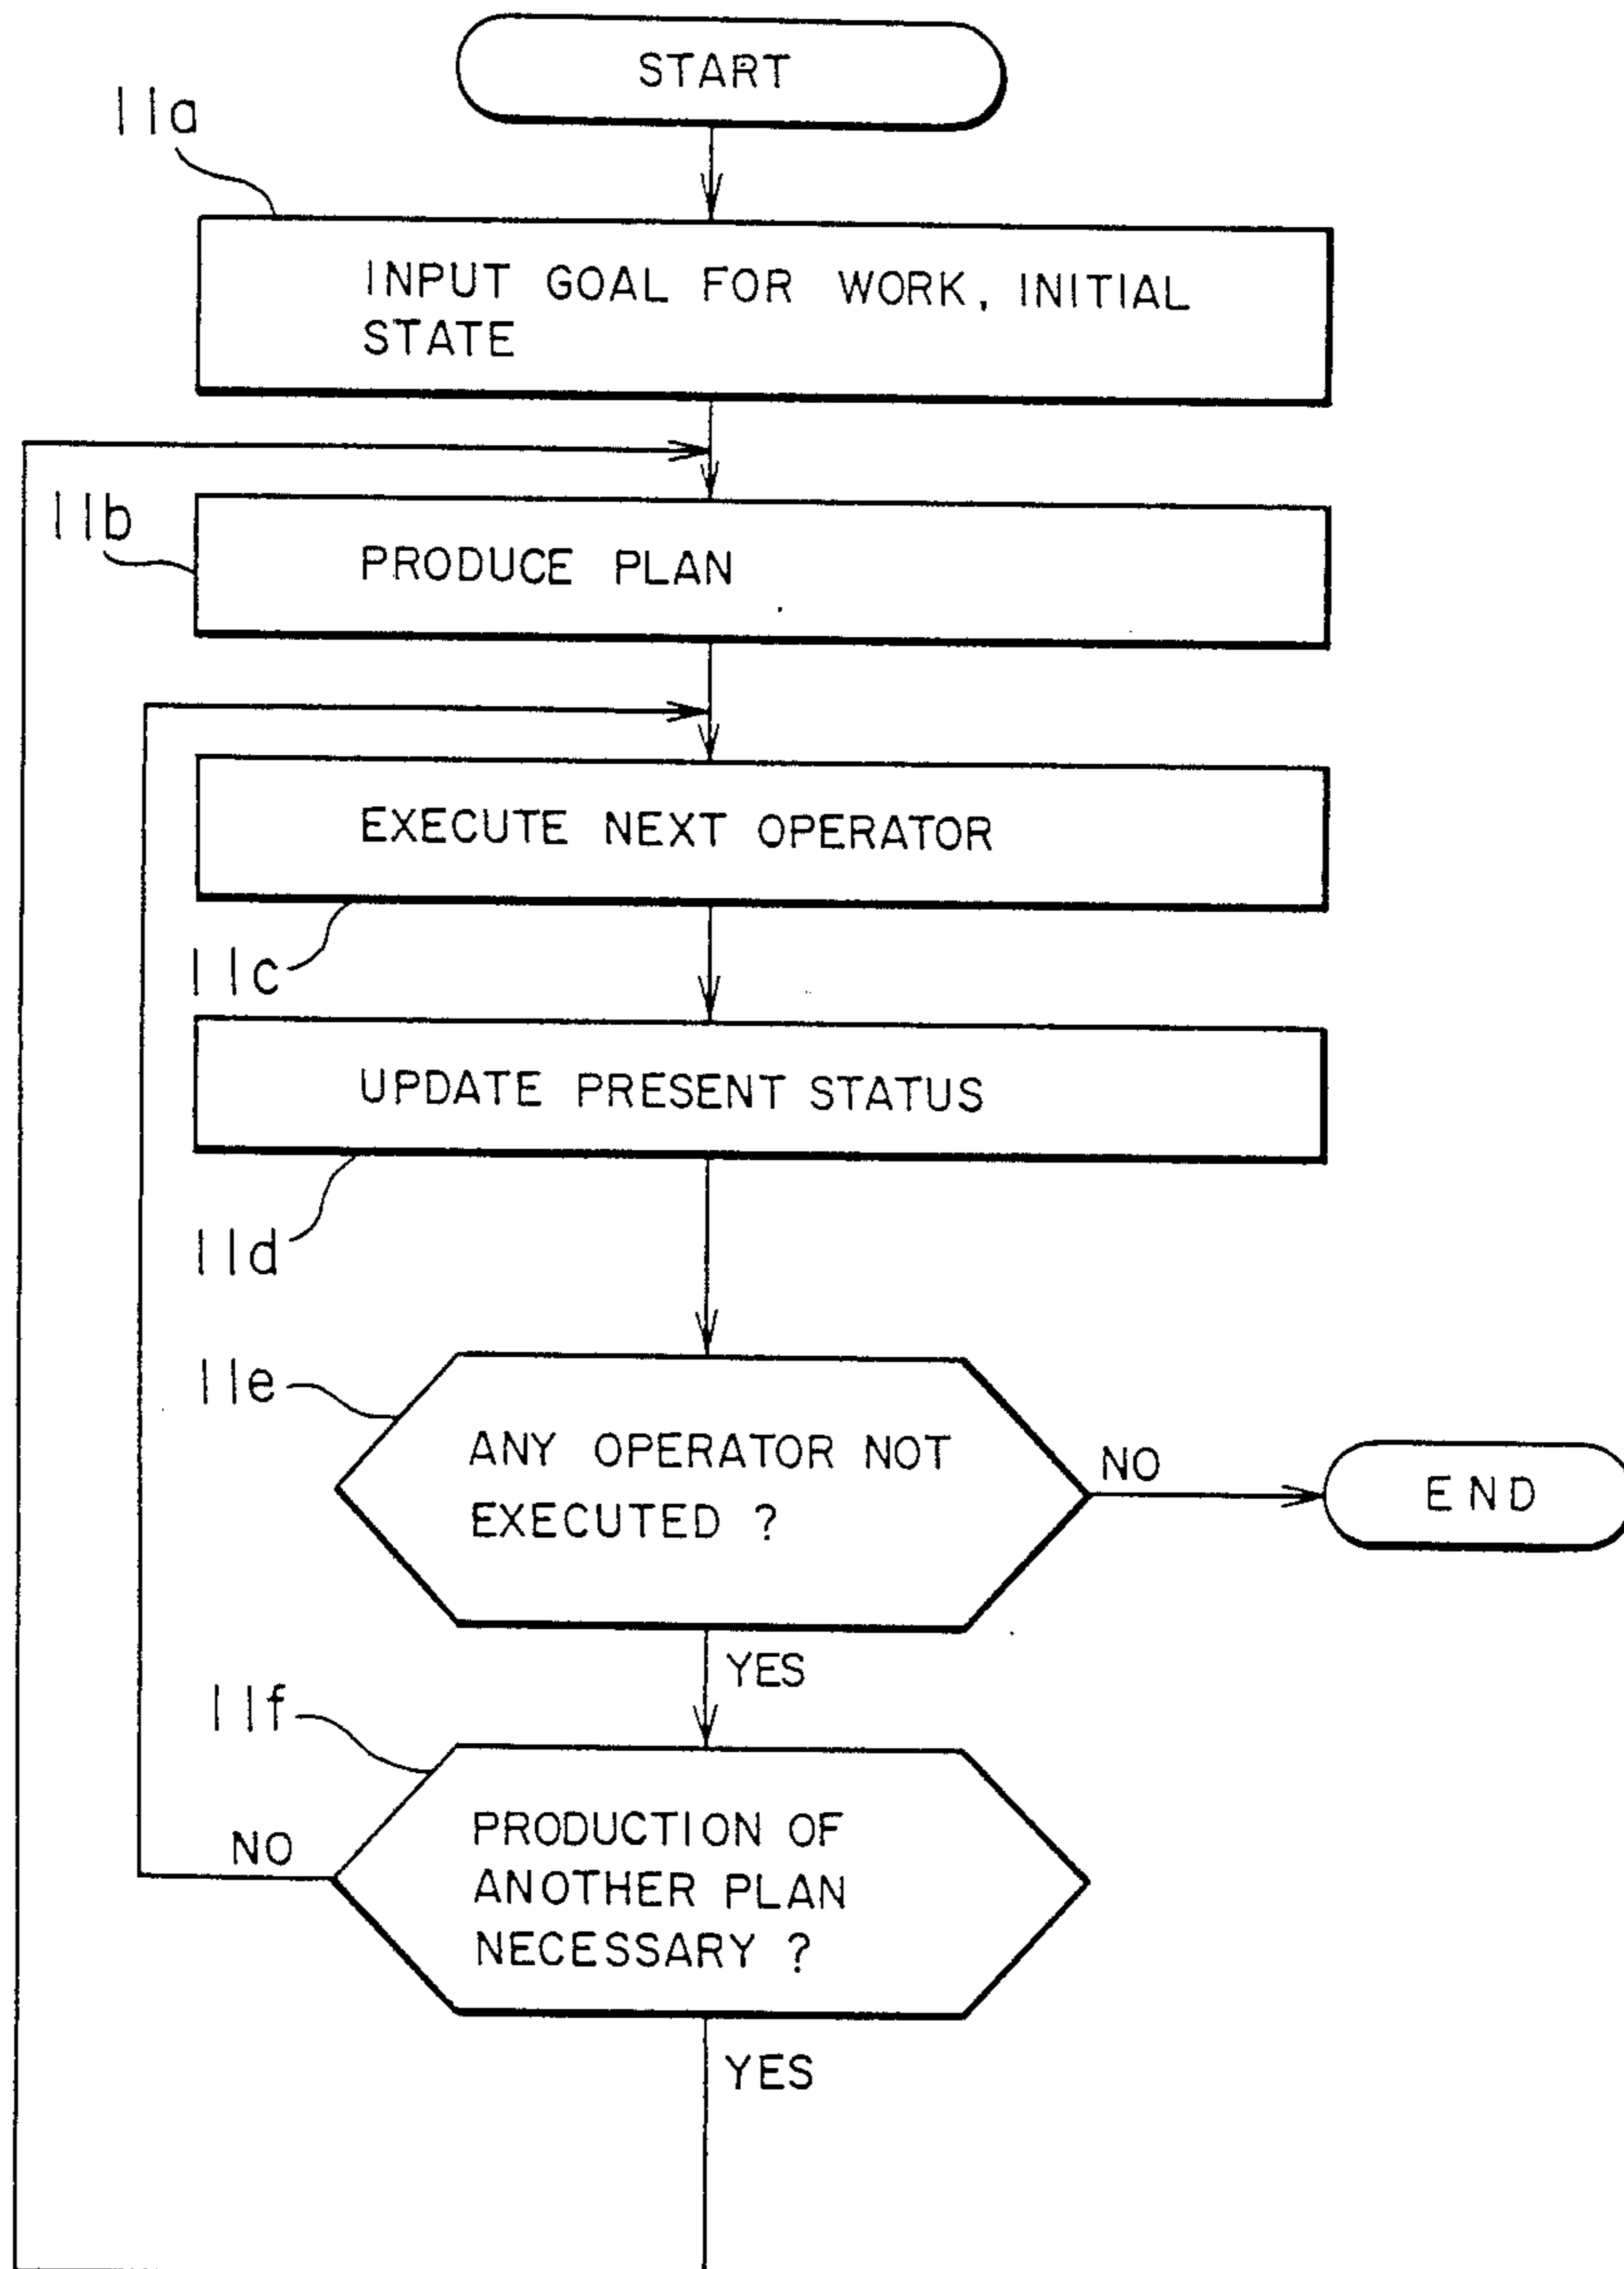 START
11a
INPUT GOAL FOR WORK, INITIAL
STATE
11b
PRODUCE PLAN
EXECUTE NEXT OPERATOR
11c
UPDATE PRESENT STATUS
11d
11e
ANY OPERATOR NOT
EXECUTED ?
NO
END
YES
11f
PRODUCTION OF
ANOTHER PLAN
NECESSARY ?
NO
YES